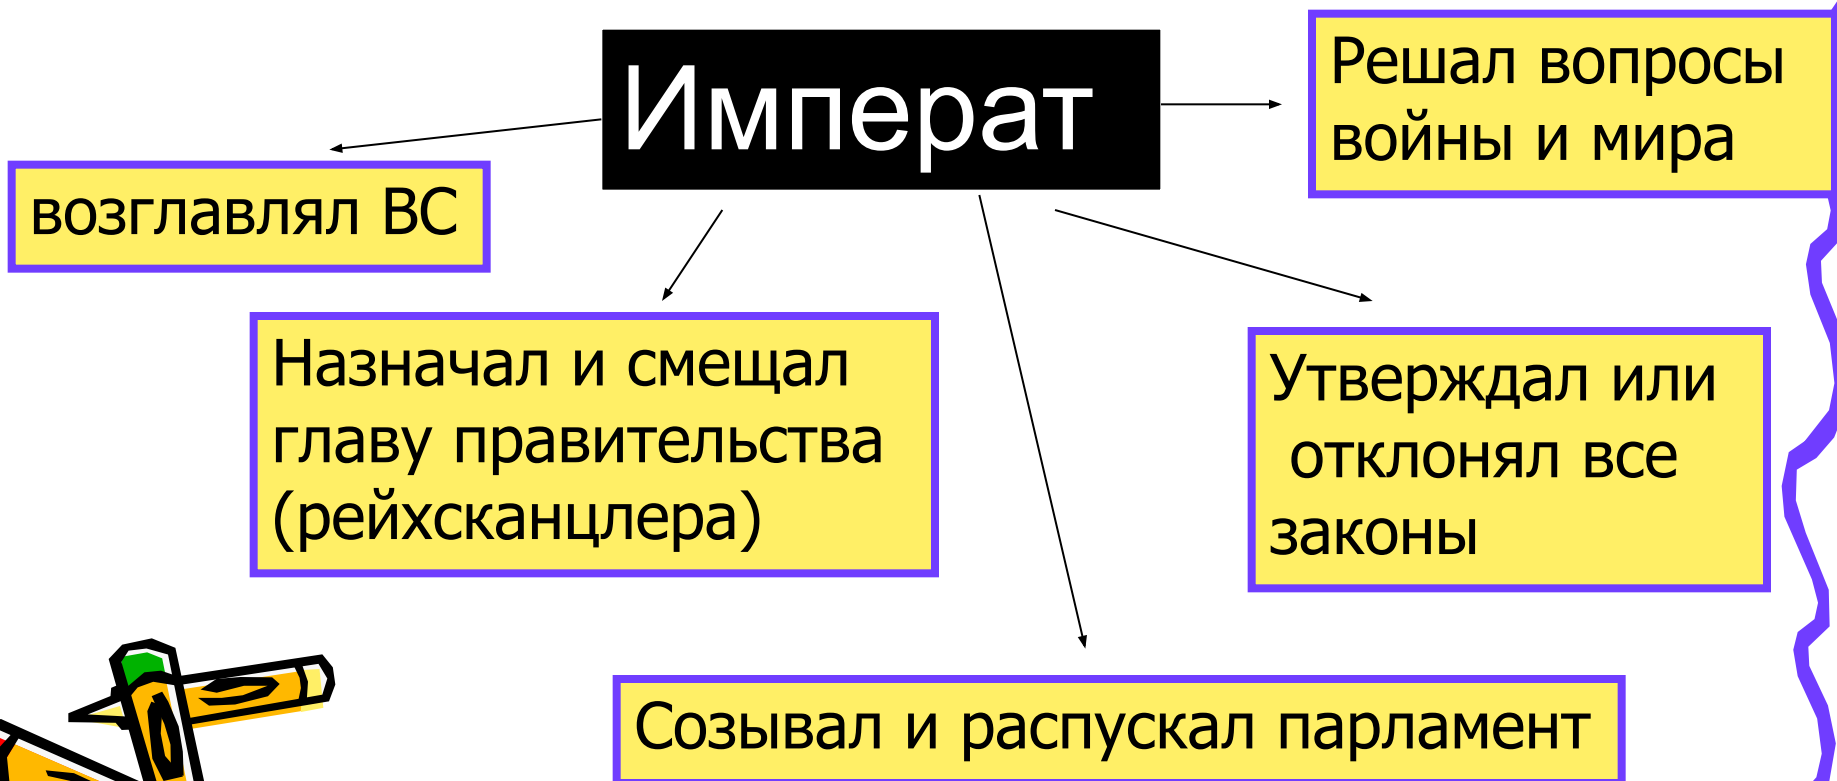 Императ
Решал вопросы
войны и мира
возглавлял ВС
Назначал и смещал
главу правительства
(рейхсканцлера)
Утверждал или
отклонял все
законы
Созывал и распускал парламент